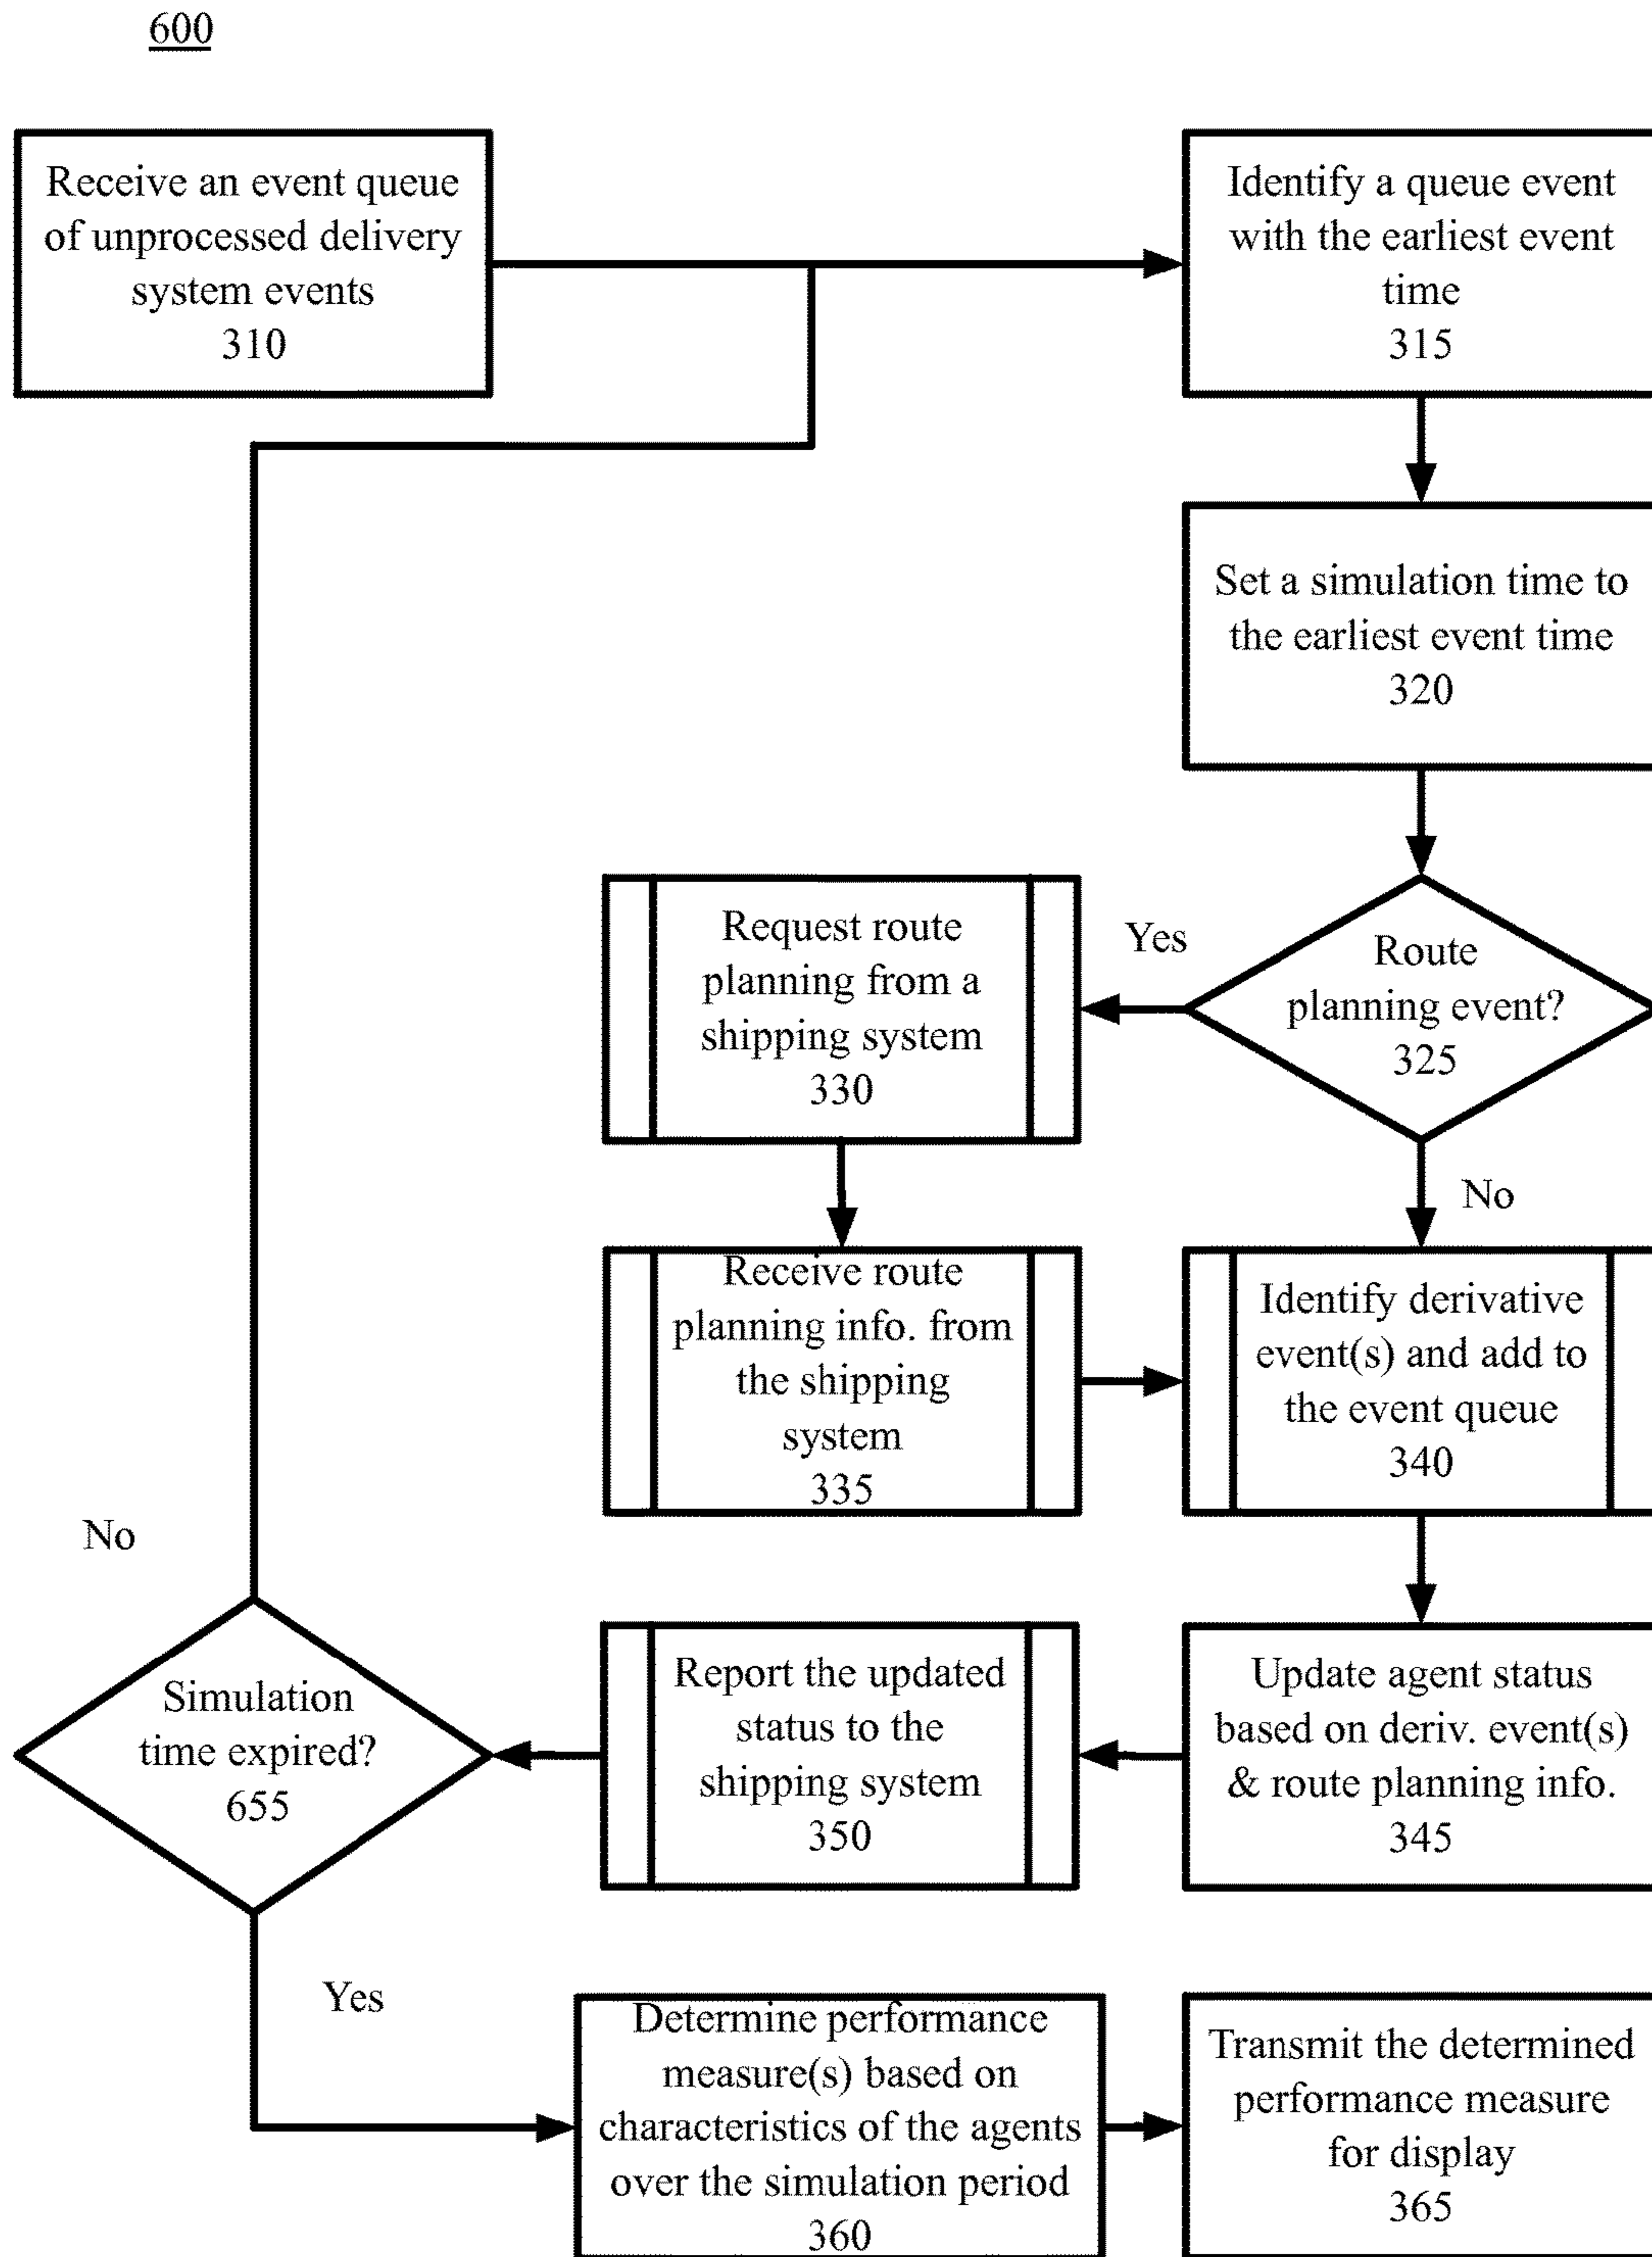 600
Receive an event queue
of unprocessed delivery
system events
310
Identify a queue event
with the earliest event
time
315
Set a simulation time to
the earliest event time
320
Route
planning event?
325
Yes
Request route
planning from a
shipping system
330
No
Receive route
planning info. from
the shipping
system
335
Identify derivative
event(s) and add to
the event queue
340
Update agent status
based on deriv. event(s)
& route planning info.
345
Report the updated
status to the
shipping system
350
No
Simulation
time expired?
655
Yes
Determine performance
measure(s) based on
characteristics of the agents
over the simulation period
360
Transmit the determined
performance measure
for display
365